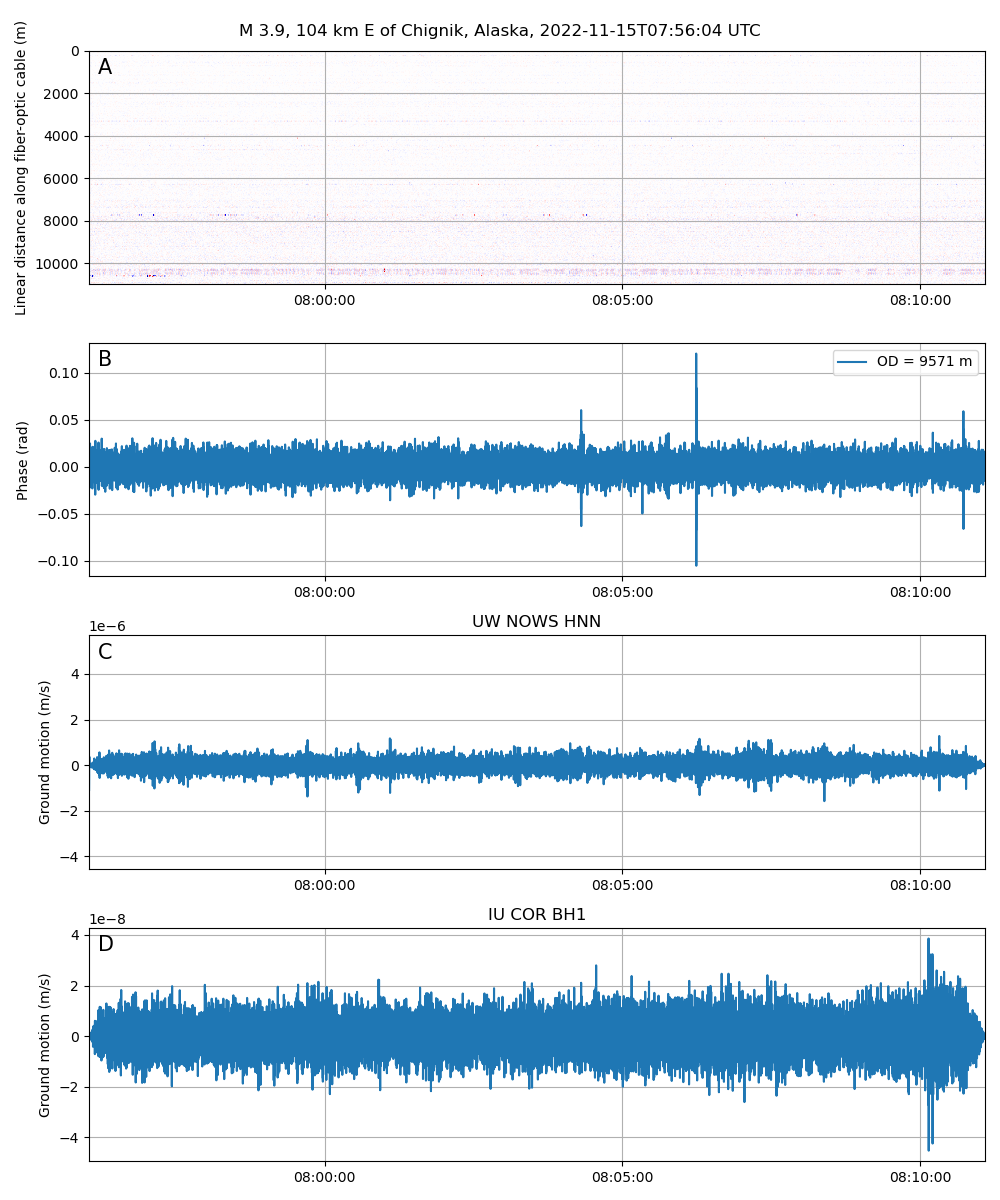 M 3.9, 104 km E of Chignik, Alaska, 2022-11-15T07:56:04 UTC
Linear distance along fiber-optic cable (m)
A
0
2000
4000
6000
8000
10000
08:00:00 08:05:00 08:10:00
Phase (rad)
B
OD = 9571 m
0.10
0.05
0.00
−0.05
−0.10
08:00:00 08:05:00 08:10:00
UW NOWS HNN
1e−6
Ground motion (m/s)
C
4
2
0
−2
−4
08:00:00 08:05:00 08:10:00
IU COR BH1
1e−8
Ground motion (m/s)
D
4
2
0
−2
−4
08:00:00 08:05:00 08:10:00